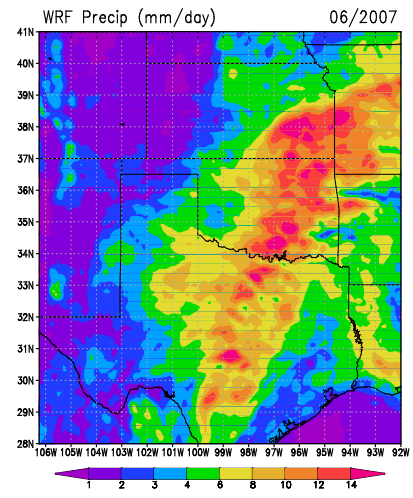 WRF Precip (mm/day) 06/2007
41N
40N
39N
38N
37N
36N
35N
34N
33N
32N
31N
30N
29N
28N
106W 105W 104W 103W 102W 101W 100W 99W 98W 97W 96W 95W 94W 93W 92W
1 2 3 4 6 8 10 12 14